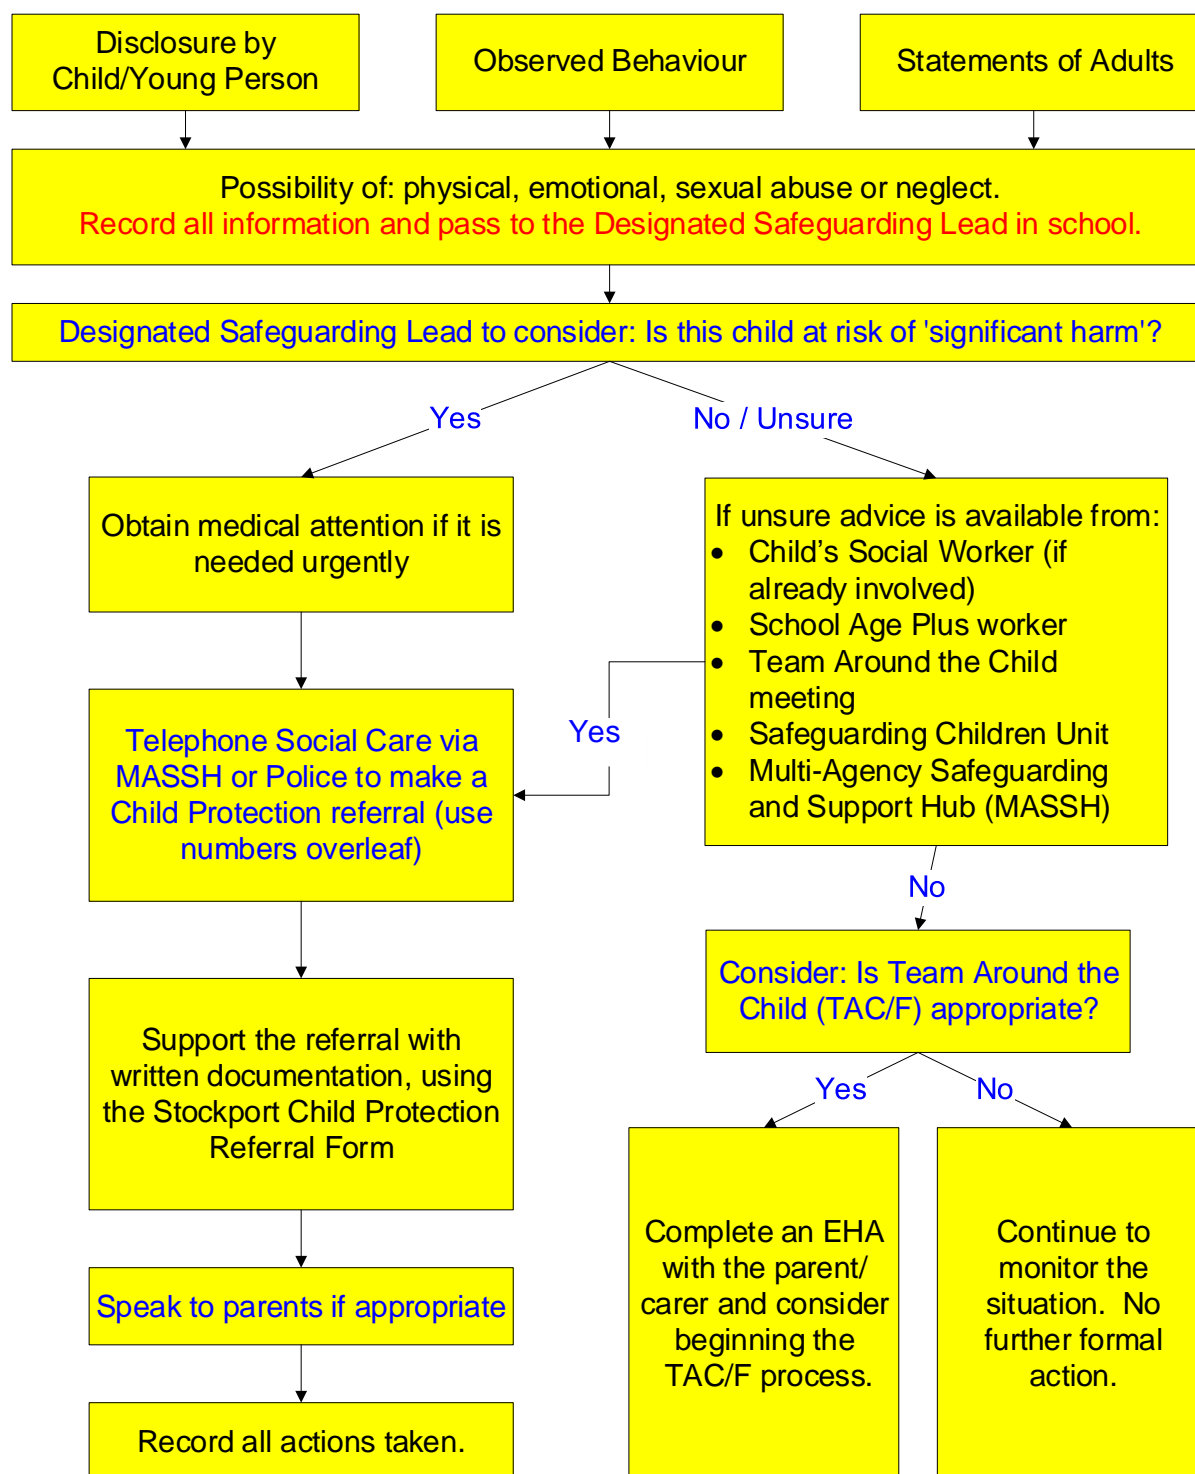 Disclosure by
Child/Young Person
Observed Behaviour
Statements of Adults
Possibility of: physical, emotional, sexual abuse or neglect.
Record all information and pass to the Designated Safeguarding Lead in school.
Designated Safeguarding Lead to consider: Is this child at risk of 'significant harm'?
Yes
No / Unsure
Obtain medical attention if it is
needed urgently
If unsure advice is available from:
• Child’s Social Worker (if
already involved)
• School Age Plus worker
• Team Around the Child
meeting
• Safeguarding Children Unit
• Multi-Agency Safeguarding
and Support Hub (MASSH)
Yes
Telephone Social Care via
MASSH or Police to make a
Child Protection referral (use
numbers overleaf)
No
Consider: Is Team Around the
Child (TAC/F) appropriate?
Support the referral with
written documentation, using
the Stockport Child Protection
Referral Form
Yes
No
Complete an EHA
with the parent/
carer and consider
beginning the
TAC/F process.
Continue to
monitor the
situation.  No
further formal
action.
Speak to parents if appropriate
Record all actions taken.